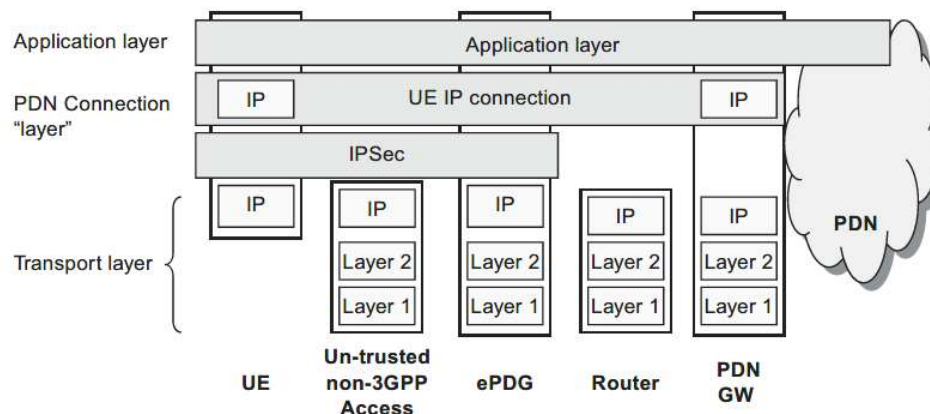 Application layer
Application layer
PDN Connection
"layer"
IP
UE IP connection
IP
IPSec
IP
IP
IP
IP
IP
PDN
Transport layer
Layer 2
Layer 2
Layer 2
Layer 2
Layer 1
Layer 1
Layer 1
Layer 1
UE
Un-trusted
non-3GPP
Access
ePDG
Router
PDN
GW